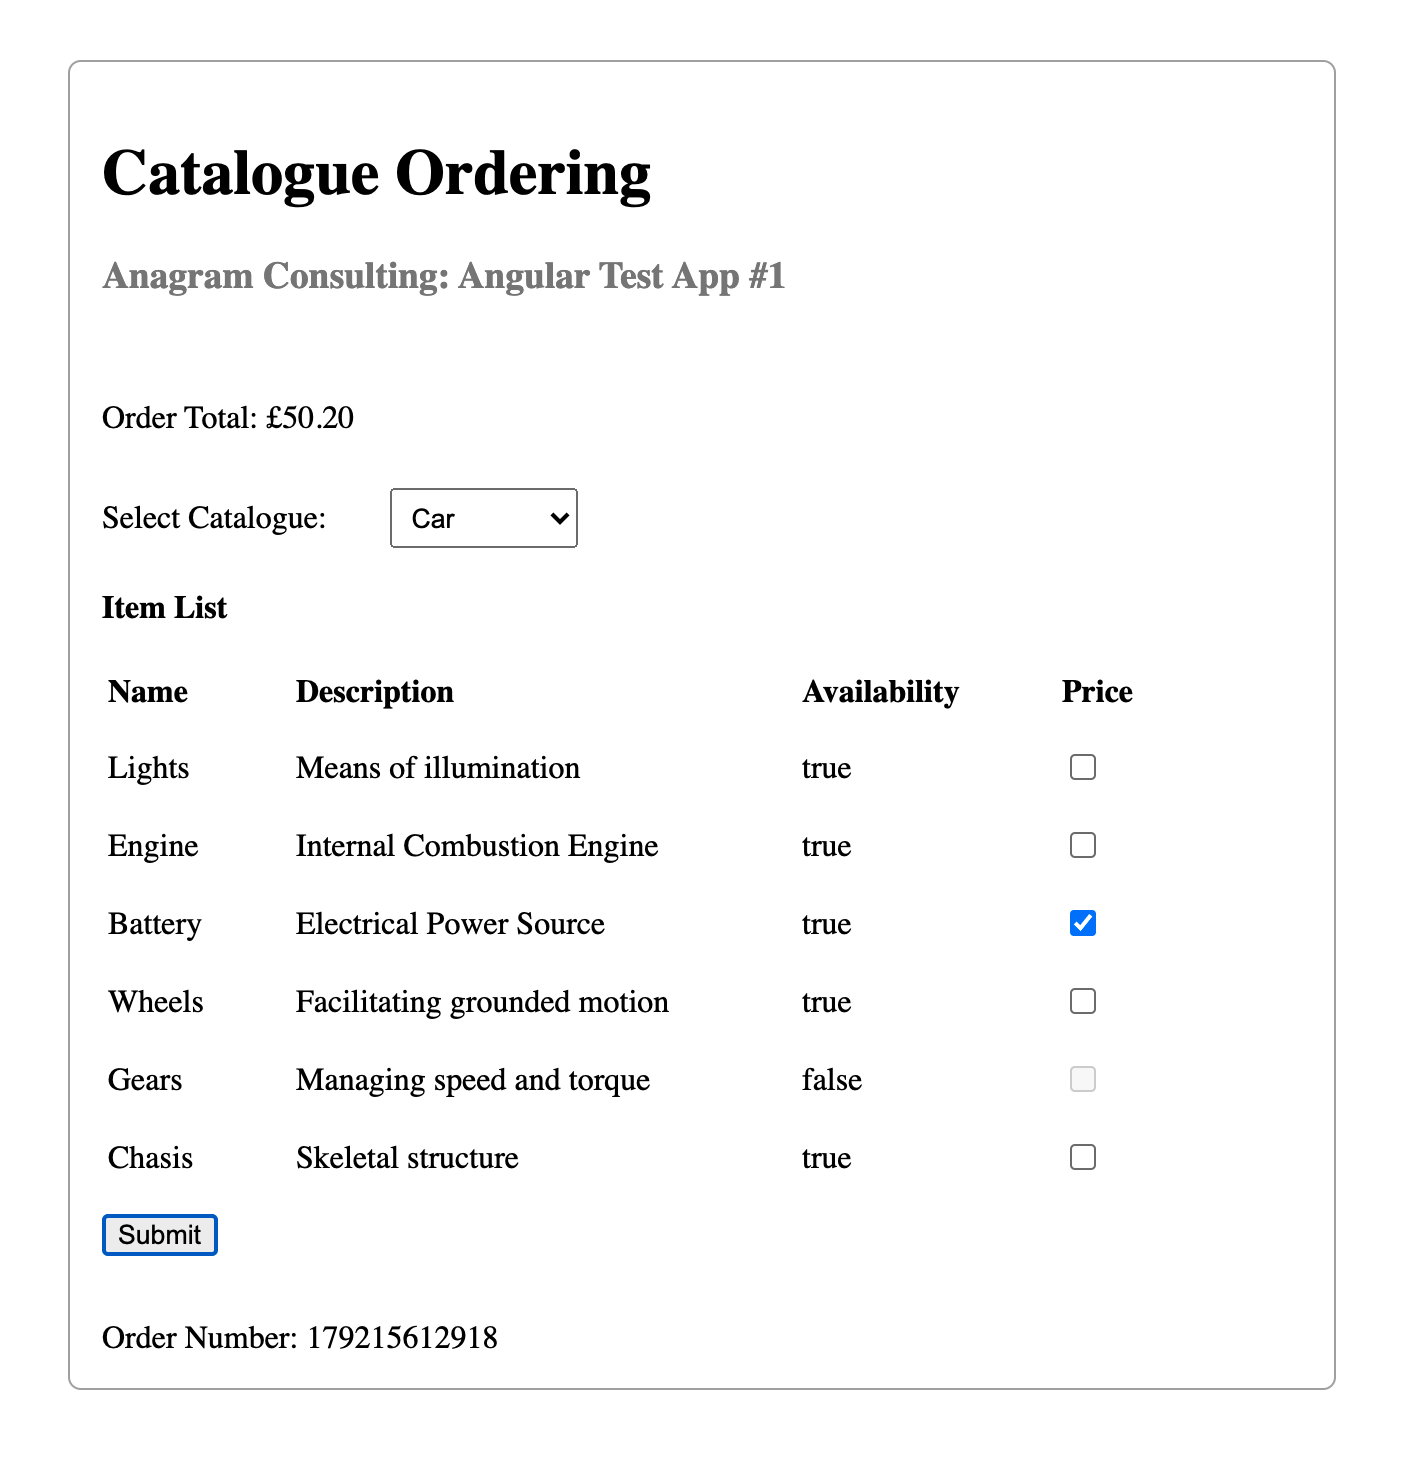 Catalogue Ordering
Anagram Consulting: Angular Test App #1
Order Total: £50.20
Select Catalogue: Car
Item List
Name Description Availability Price
Lights Means of illumination true
Engine Internal Combustion Engine true
Battery Electrical Power Source true
Wheels Facilitating grounded motion true
Gears Managing speed and torque false
Chasis Skeletal structure true
Submit
Order Number: 179215612918